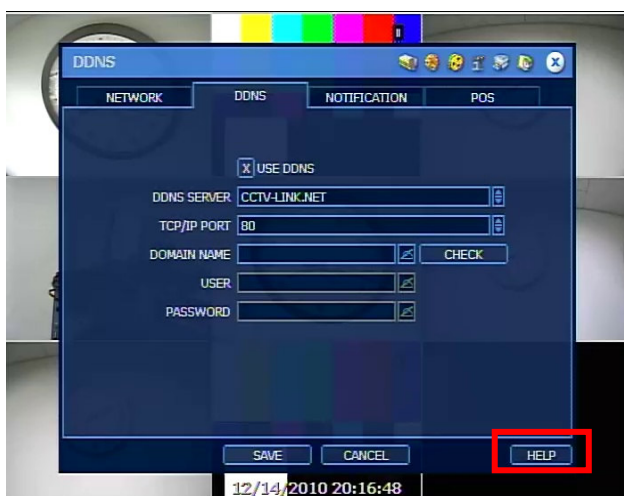 DDNS
NETWORK DDNS NOTIFICATION POS
X USE DDNS
DDNS SERVER CCTV-LINK.NET
TCP/IP PORT 80
DOMAIN NAME CHECK
USER
PASSWORD
SAVE CANCEL HELP
12/14/2010 20:16:48